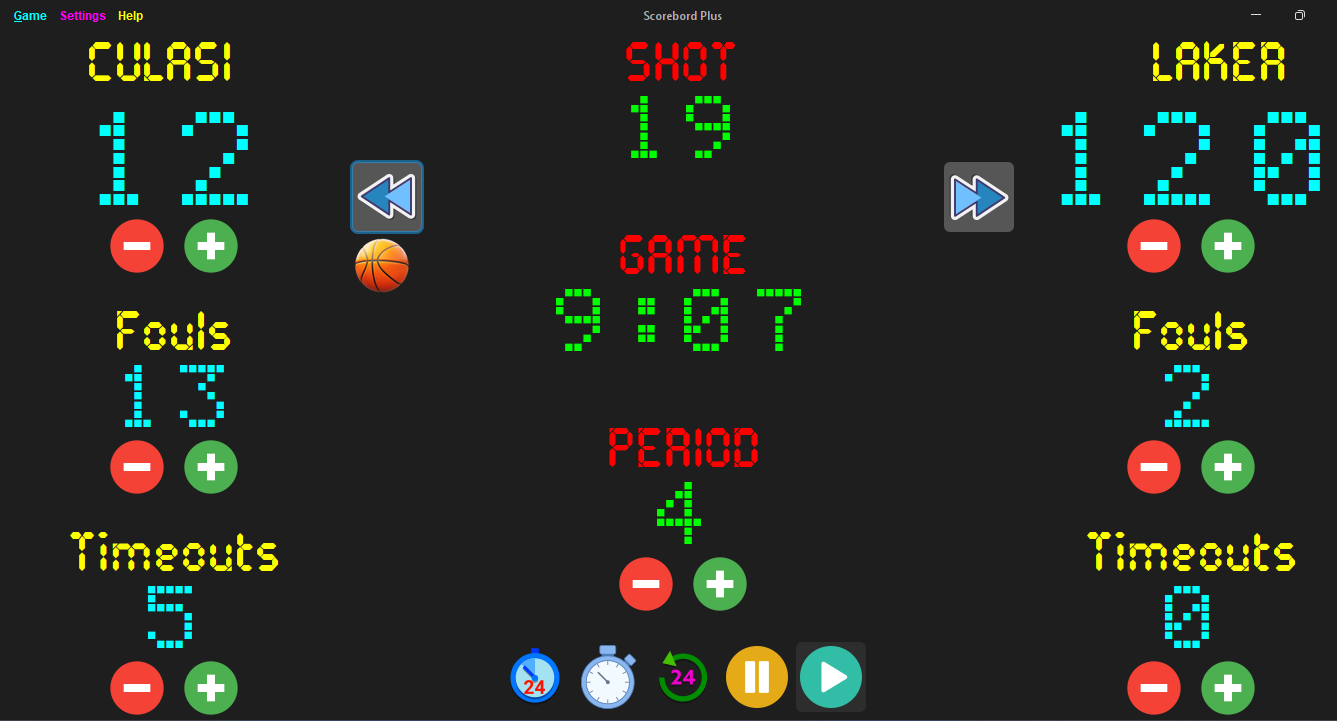 Game Settings Help
Scorebord Plus
CULASI
12
Fouls
13
Timeouts
5
SHOT
19
GAME
9:07
PERIOD
4
24
24
LAKER
120
Fouls
2
Timeouts
0